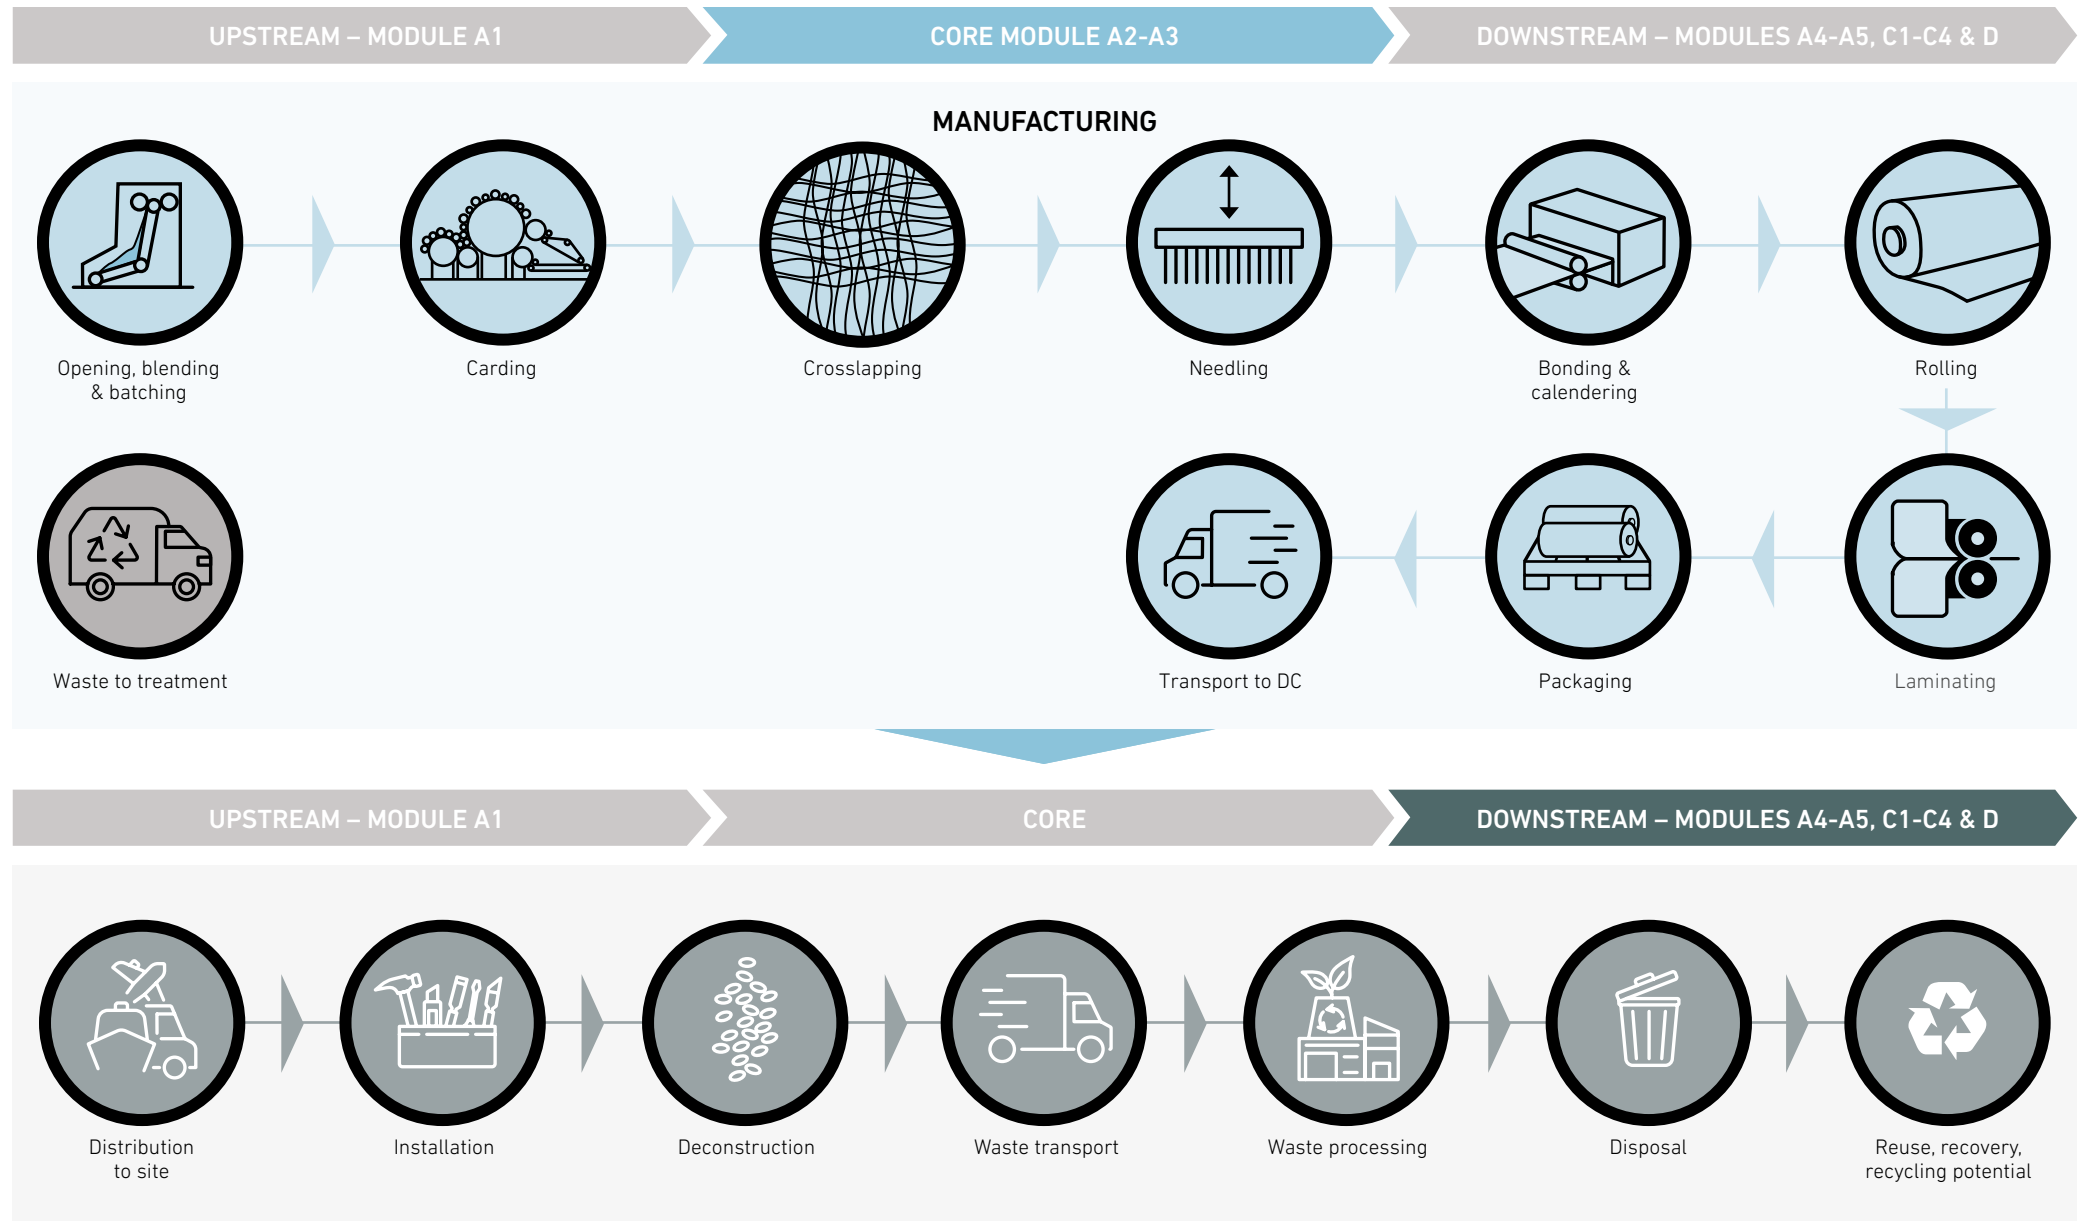 UPSTREAM – MODULE A1
CORE MODULE A2-A3
DOWNSTREAM – MODULES A4-A5, C1-C4 & D
MANUFACTURING
Opening, blending
& batching
Carding
Crosslapping
Needling
Bonding &
calendering
Rolling
Waste to treatment
Transport to DC
Packaging
Laminating
UPSTREAM – MODULE A1
CORE
DOWNSTREAM – MODULES A4-A5, C1-C4 & D
Distribution
to site
Installation
Deconstruction
Waste transport
Waste processing
Disposal
Reuse, recovery,
recycling potential